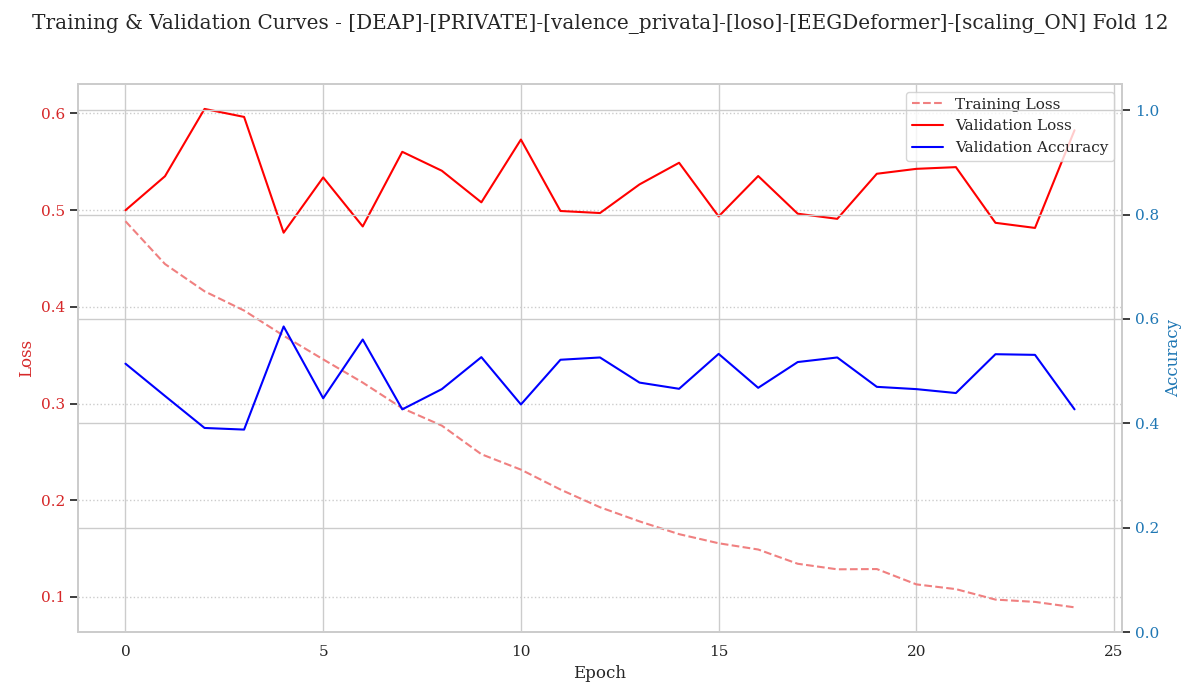 Training & Validation Curves - [DEAP]-[PRIVATE]-[valence_privata]-[loso]-[EEGDeformer]-[scaling_ON] Fold 12
Training Loss
Validation Loss
Validation Accuracy
0.6
0.5
0.4
0.3
0.2
0.1
Loss
1.0
0.8
0.6
0.4
0.2
0.0
Accuracy
0
5
10
15
20
25
Epoch